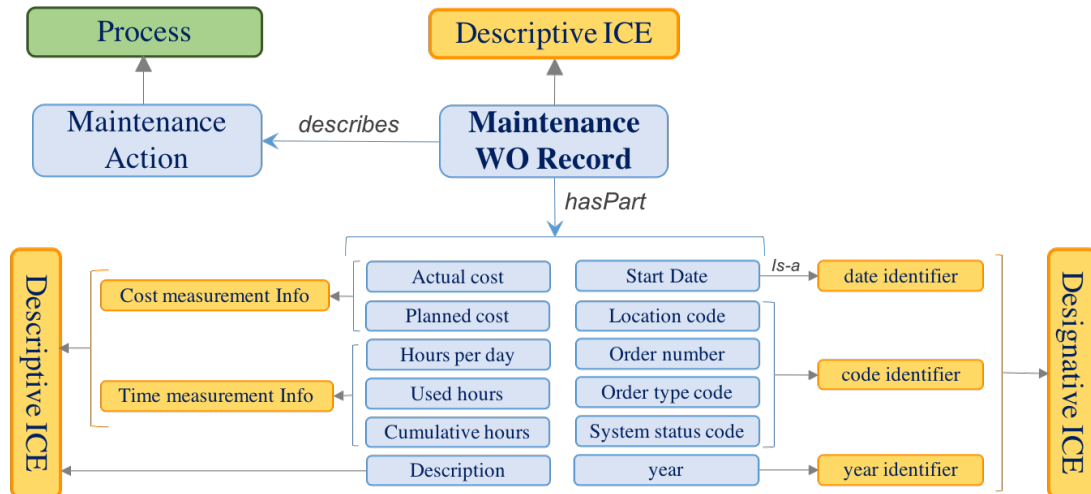 Process
Descriptive ICE
Maintenance
Action
describes
Maintenance
WO Record
hasPart
Descriptive ICE
Cost measurement Info
Time measurement Info
Actual cost
Planned cost
Hours per day
Used hours
Cumulative hours
Description
Start Date
Location code
Order number
Order type code
System status code
year
Is-a
date identifier
code identifier
year identifier
Designative ICE